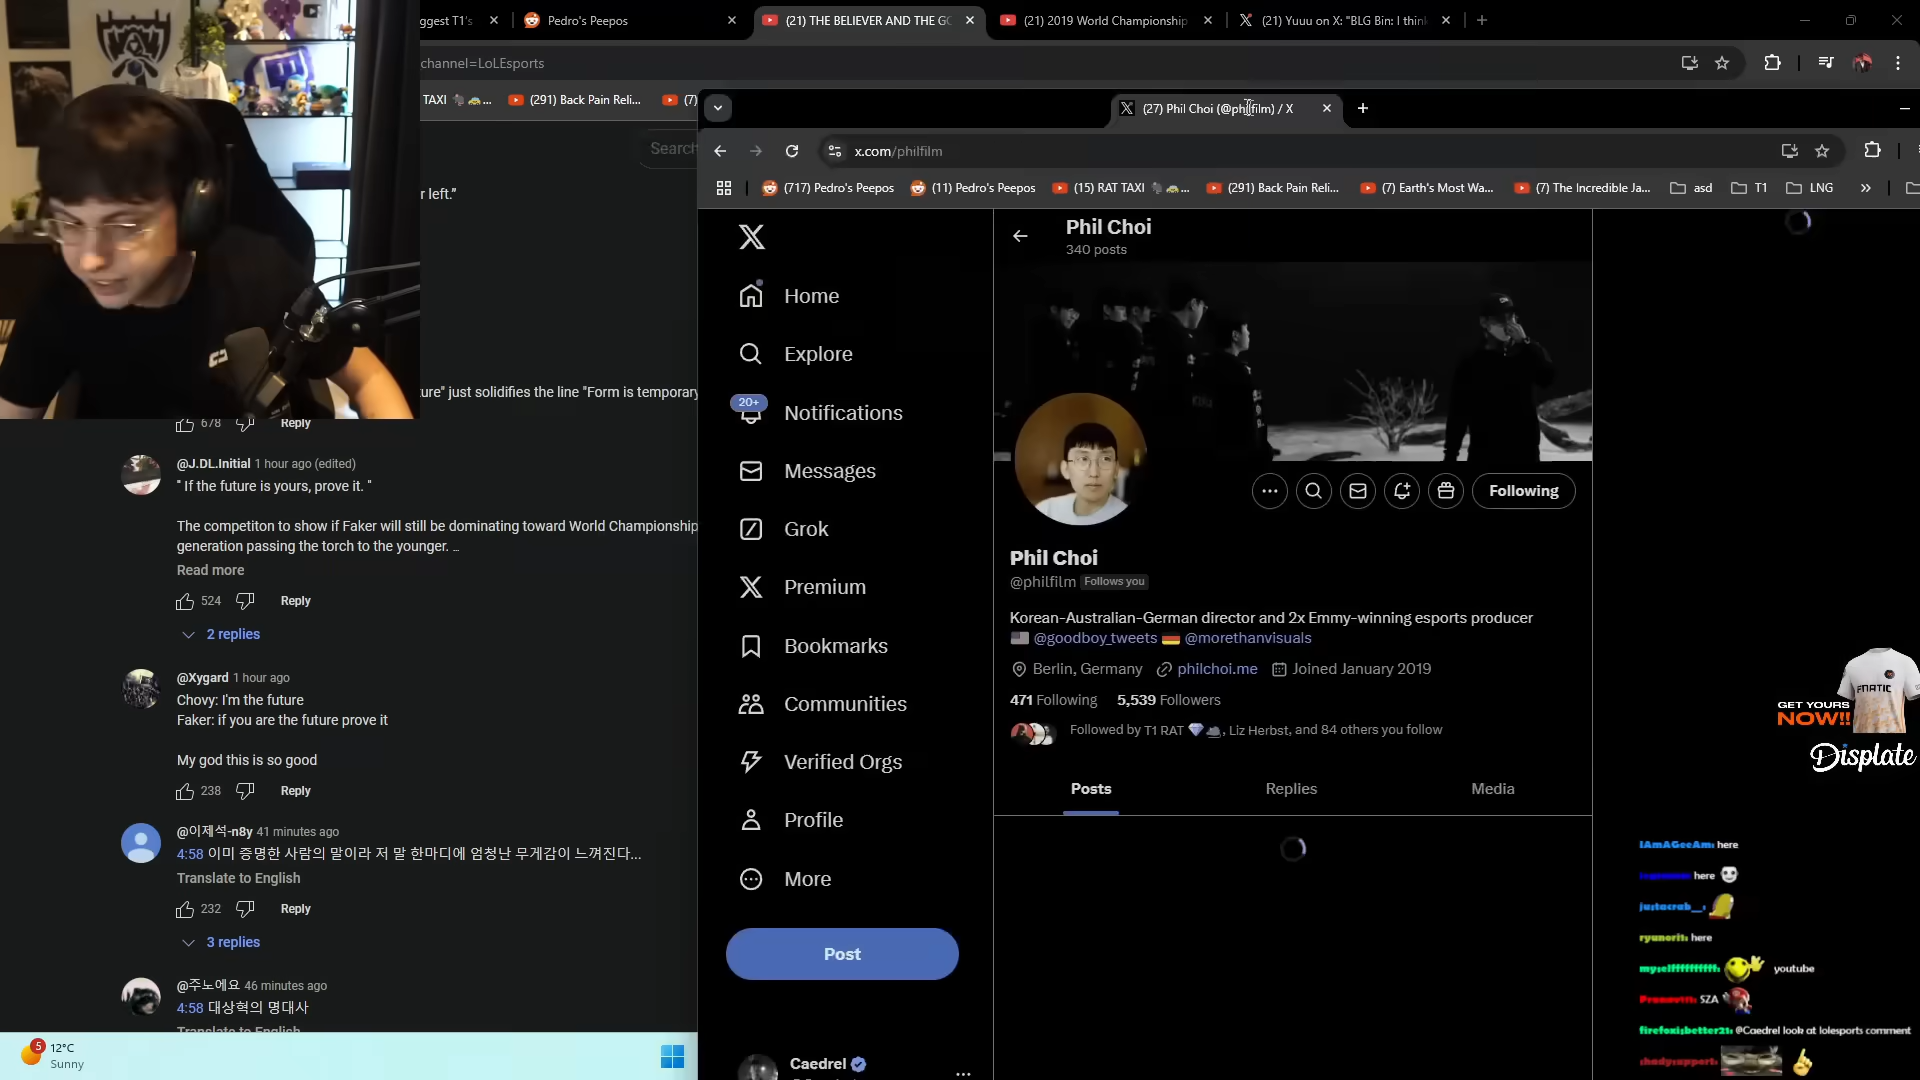 ggest T1's
Pedro's Peepos
(21) THE BELIEVER AND THE GO
(21) 2019 World Championship
(21) Yuuu on X: "BLG Bin: I thin
channel=LoLEsports
TAXI
(291) Back Pain Reli...
(7)
Search
r left."
ure" just solidifies the line "Form is temporary
678
Reply
@J.DL.Initial 1 hour ago (edited)
" If the future is yours, prove it. "
The competiton to show if Faker will still be dominating toward World Championship
generation passing the torch to the younger. ...
Read more
524
Reply
2 replies
@Xygard 1 hour ago
Chovy: I'm the future
Faker: if you are the future prove it
My god this is so good
238
Reply
@이제석-n8y 41 minutes ago
4:58 이미 증명한 사람의 말이라 저 말 한마디에 엄청난 무게감이 느껴진다...
Translate to English
232
Reply
3 replies
@주노에요 46 minutes ago
4:58 대상혁의 명대사
Translate to English
5
12°C
Sunny
(27) Phil Choi (@philfilm) / X
x.com/philfilm
(717) Pedro's Peepos
(11) Pedro's Peepos
(15) RAT TAXI
(291) Back Pain Reli...
(7) Earth's Most Wa...
(7) The Incredible Ja...
asd
T1
LNG
Home
Explore
20+
Notifications
Messages
Grok
Premium
Bookmarks
Communities
Verified Orgs
Profile
More
Post
Caedrel
Phil Choi
340 posts
Following
Phil Choi
@philfilm Follows you
Korean-Australian-German director and 2x Emmy-winning esports producer
@goodboy_tweets @morethanvisuals
Berlin, Germany philchoi.me Joined January 2019
471 Following 5,539 Followers
Followed by T1 RAT, Liz Herbst, and 84 others you follow
Posts
Replies
Media
FNATIC
GET YOURS
NOW!!
Displate
IAmAGeeAm: here
here
justacrab__:
ryunorit: here
youtube
SZA
@Caedrel look at lolesports comment